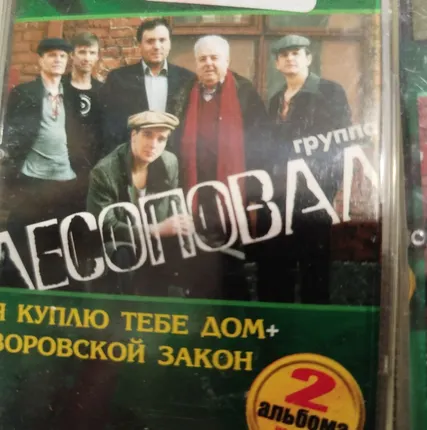 группа
ЛЕСОПОВАЛ
Я КУПЛЮ ТЕБЕ ДОМ+
ВОРОВСКОЙ ЗАКОН
2
альбома